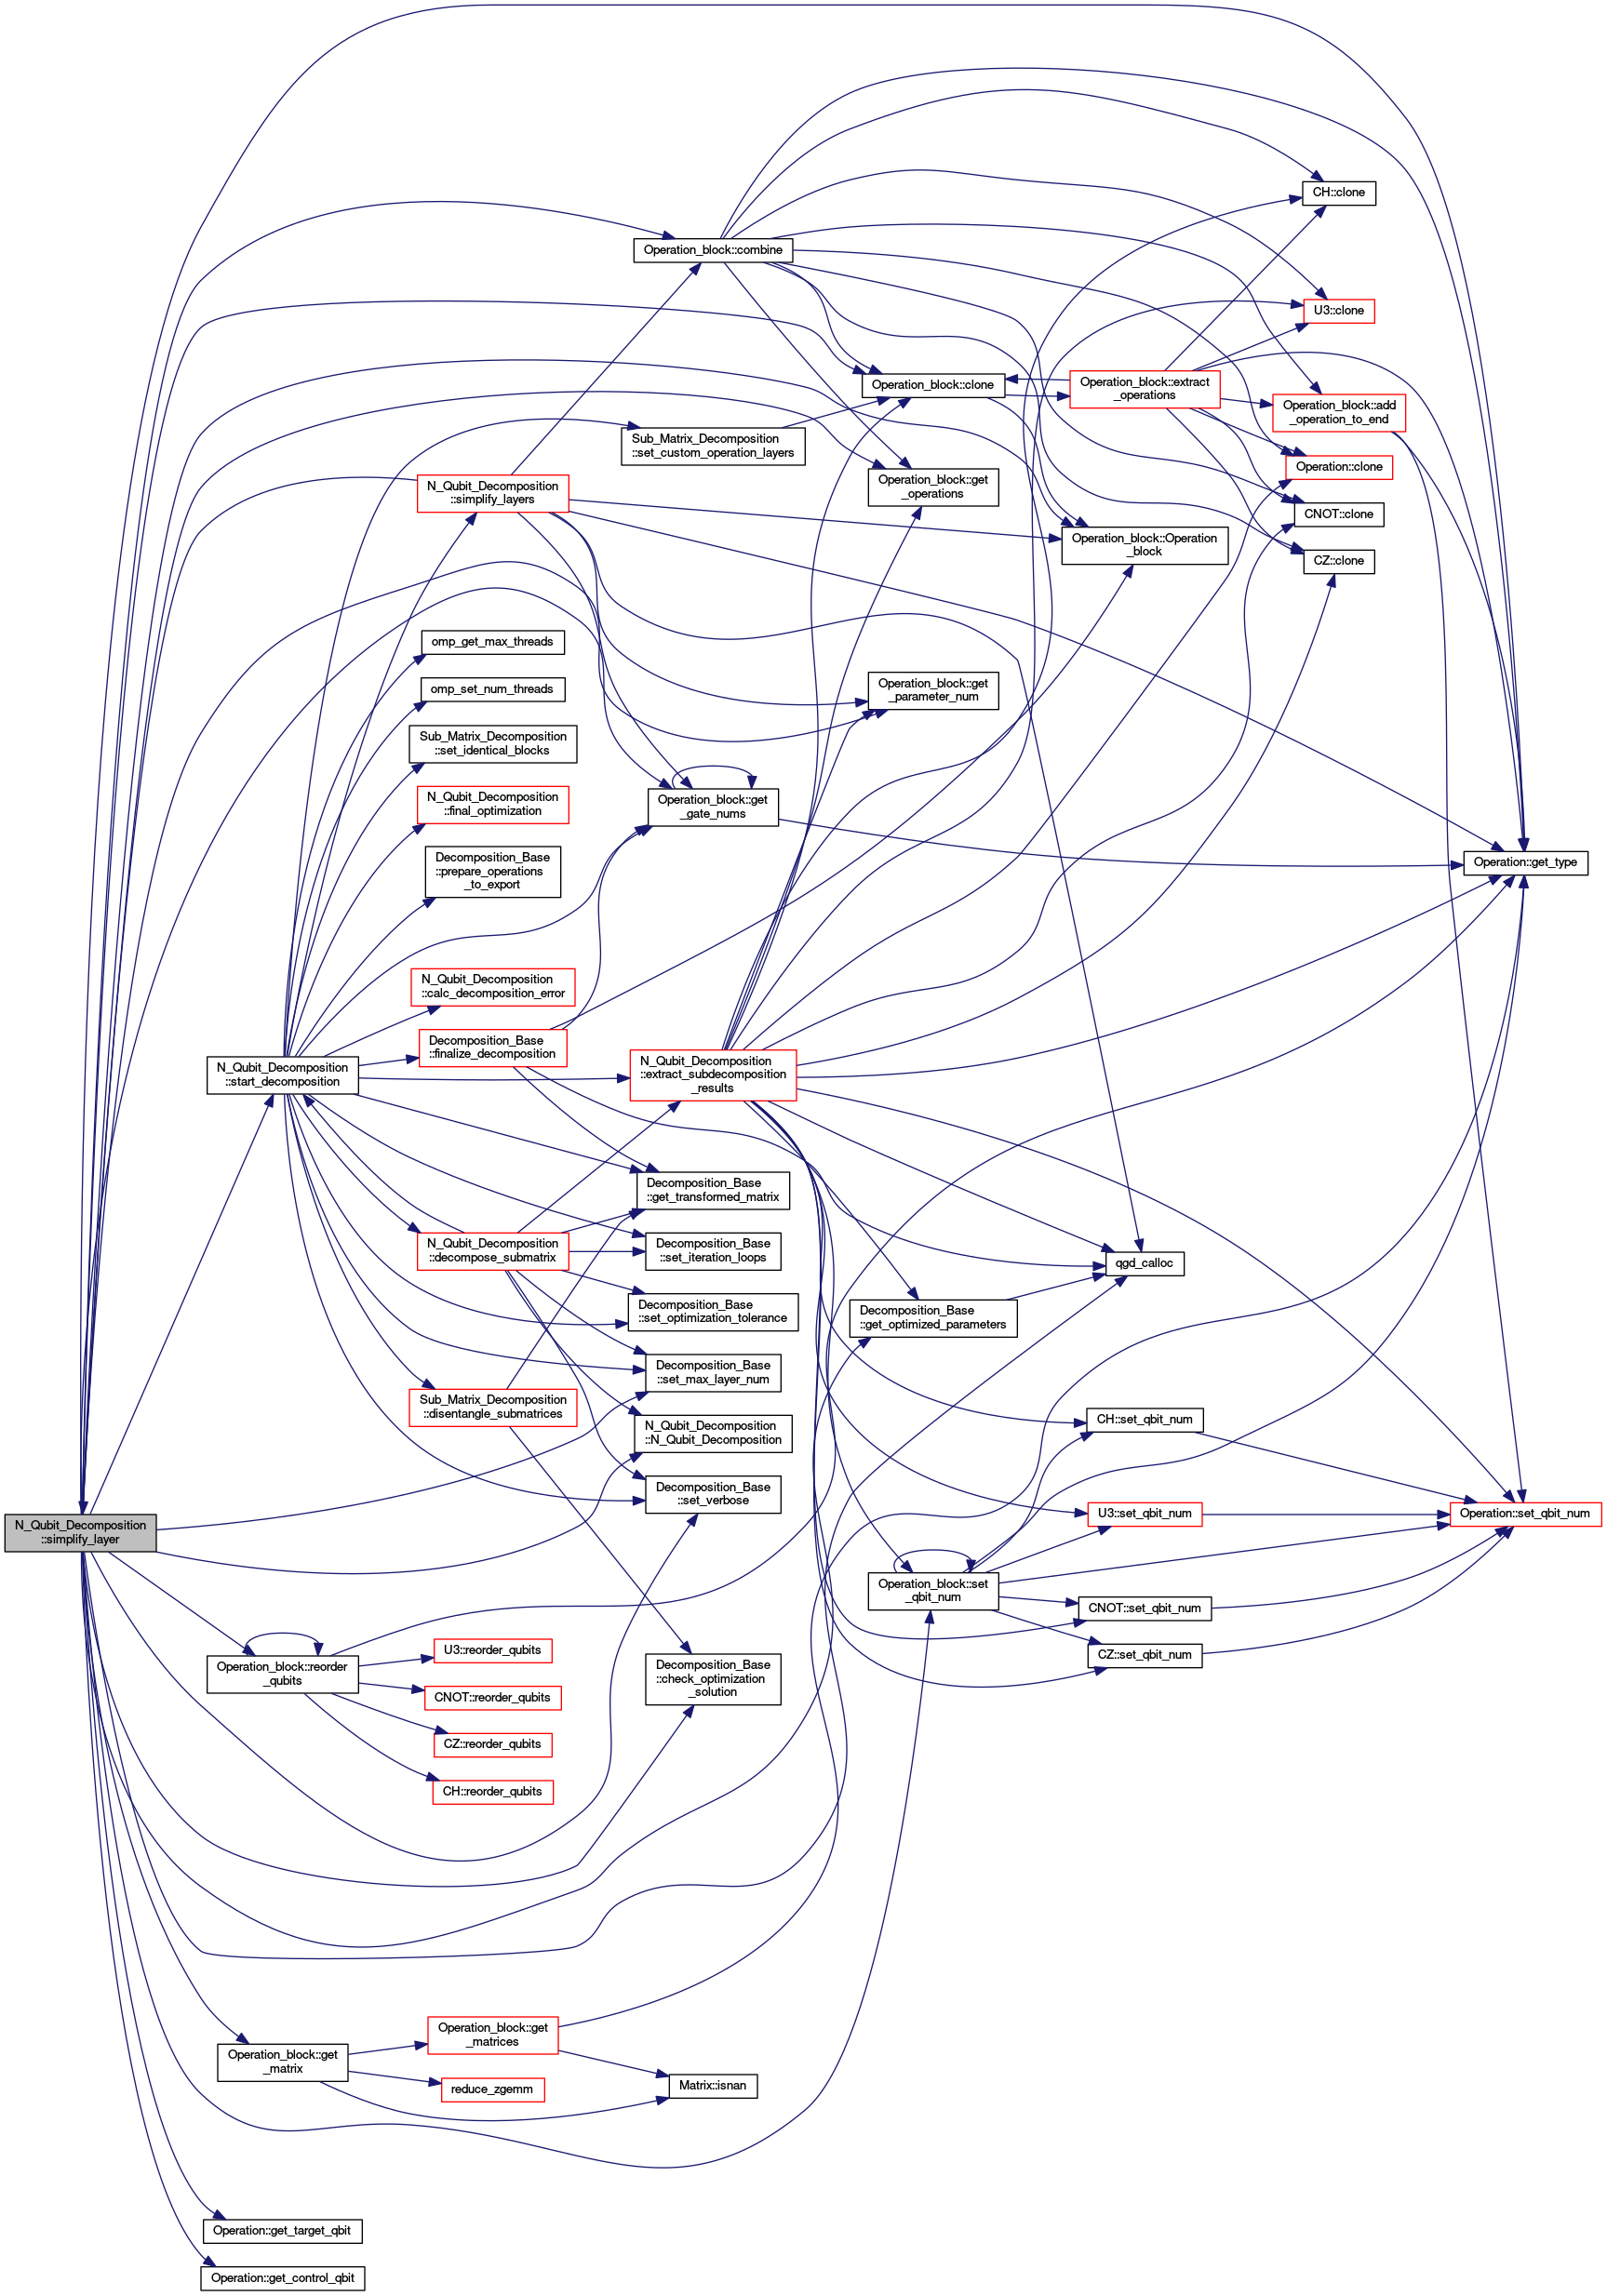 CH::clone
Operation_block::combine
U3::clone
Operation_block::clone
Operation_block::extract
_operations
Operation_block::add
_operation_to_end
Sub_Matrix_Decomposition
::set_custom_operation_layers
Operation::clone
N_Qubit_Decomposition
::simplify_layers
Operation_block::get
_operations
CNOT::clone
Operation_block::Operation
_block
CZ::clone
omp_get_max_threads
omp_set_num_threads
Operation_block::get
_parameter_num
Sub_Matrix_Decomposition
::set_identical_blocks
N_Qubit_Decomposition
::final_optimization
Operation_block::get
_gate_nums
Decomposition_Base
::prepare_operations
_to_export
Operation::get_type
N_Qubit_Decomposition
::calc_decomposition_error
Decomposition_Base
::finalize_decomposition
N_Qubit_Decomposition
::start_decomposition
N_Qubit_Decomposition
::extract_subdecomposition
_results
Decomposition_Base
::get_transformed_matrix
N_Qubit_Decomposition
::decompose_submatrix
Decomposition_Base
::set_iteration_loops
qgd_calloc
Decomposition_Base
::set_optimization_tolerance
Decomposition_Base
::get_optimized_parameters
Decomposition_Base
::set_max_layer_num
Sub_Matrix_Decomposition
::disentangle_submatrices
N_Qubit_Decomposition
::N_Qubit_Decomposition
CH::set_qbit_num
Decomposition_Base
::set_verbose
U3::set_qbit_num
Operation::set_qbit_num
N_Qubit_Decomposition
::simplify_layer
Operation_block::set
_qbit_num
CNOT::set_qbit_num
CZ::set_qbit_num
Operation_block::reorder
_qubits
U3::reorder_qubits
CNOT::reorder_qubits
Decomposition_Base
::check_optimization
_solution
CZ::reorder_qubits
CH::reorder_qubits
Operation_block::get
_matrices
Operation_block::get
_matrix
reduce_zgemm
Matrix::isnan
Operation::get_target_qbit
Operation::get_control_qbit